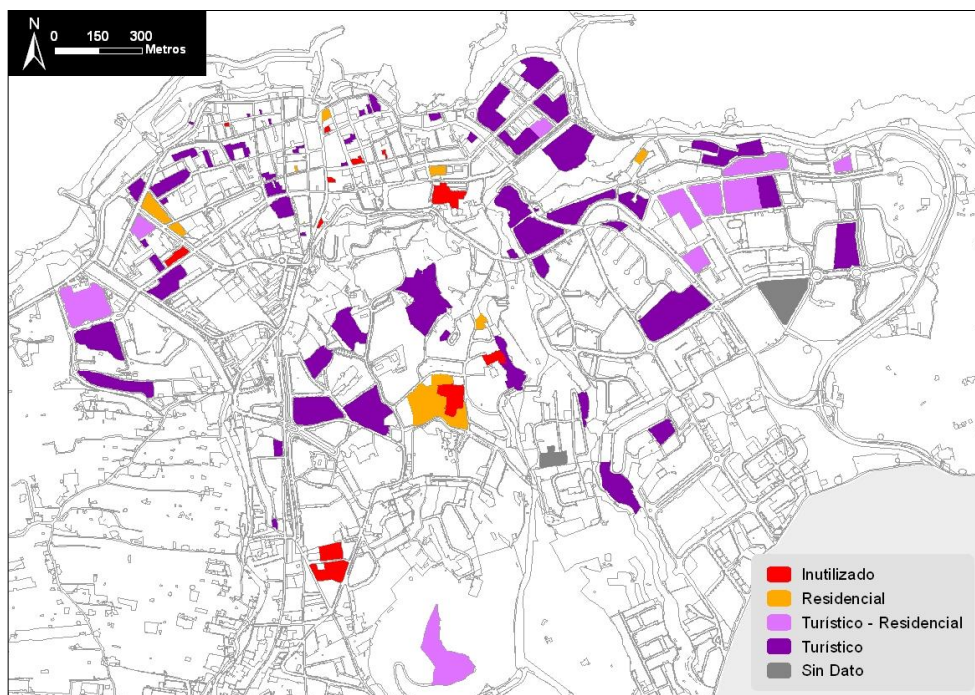 N
0 150 300
Metros
Inutilizado
Residencial
Turístico - Residencial
Turístico
Sin Dato